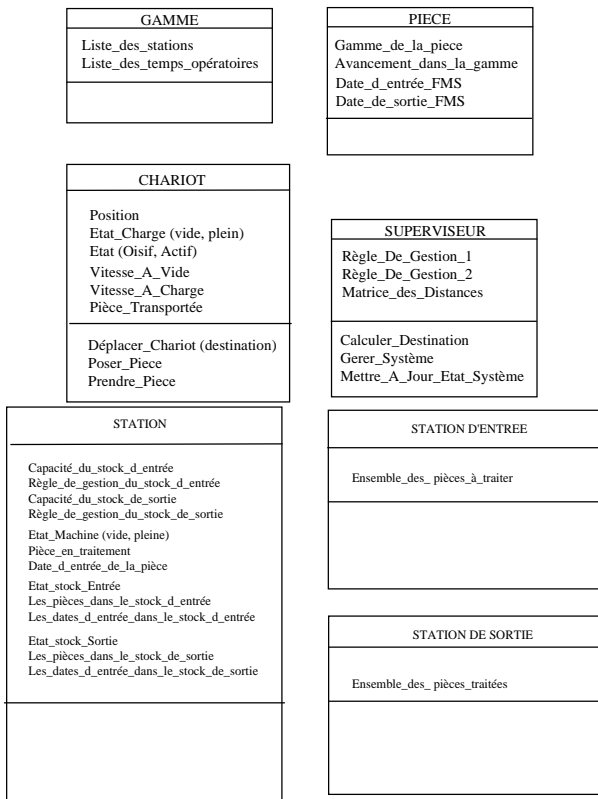 GAMME
Liste_des_stations
Liste_des_temps_opératoires
PIECE
Gamme_de_la_piece
Avancement_dans_la_gamme
Date_d_entrée_FMS
Date_de_sortie_FMS
CHARIOT
Position
Etat_Charge (vide, plein)
Etat (Oisif, Actif)
Vitesse_A_Vide
Vitesse_A_Charge
Pièce_Transportée
Déplacer_Chariot (destination)
Poser_Piece
Prendre_Piece
SUPERVISEUR
Règle_De_Gestion_1
Règle_De_Gestion_2
Matrice_des_Distances
Calculer_Destination
Gerer_Système
Mettre_A_Jour_Etat_Système
STATION
Capacité_du_stock_d_entrée
Règle_de_gestion_du_stock_d_entrée
Capacité_du_stock_de_sortie
Règle_de_gestion_du_stock_de_sortie
Etat_Machine (vide, pleine)
Pièce_en_traitement
Date_d_entrée_de_la_pièce
Etat_stock_Entrée
Les_pièces_dans_le_stock_d_entrée
Les_dates_d_entrée_dans_le_stock_d_entrée
Etat_stock_Sortie
Les_pièces_dans_le_stock_de_sortie
Les_dates_d_entrée_dans_le_stock_de_sortie
STATION D'ENTREE
Ensemble_des_ pièces_à_traiter
STATION DE SORTIE
Ensemble_des_ pièces_traitées